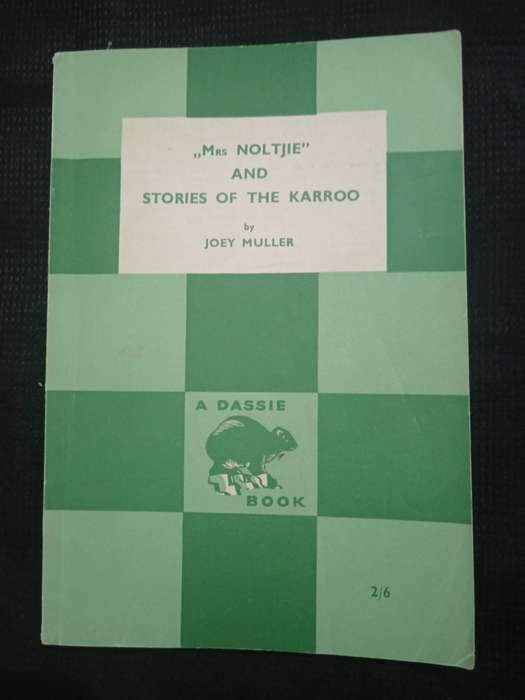 „Mrs NOLTJIE”
AND
STORIES OF THE KARROO
by
JOEY MULLER
A DASSIE
BOOK
2/6